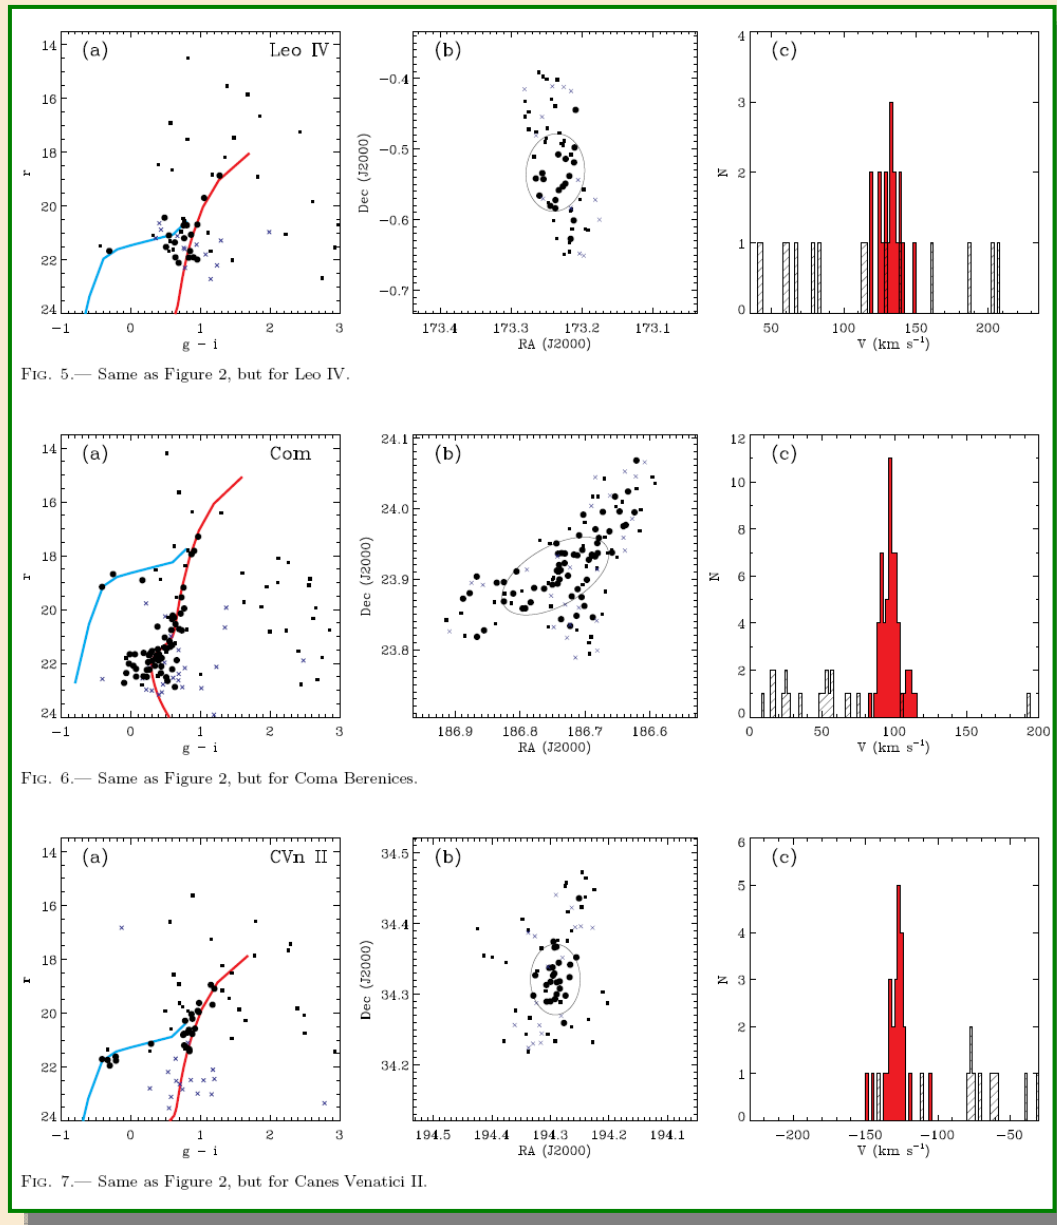 (a) Leo IV
14
16
18
20
22
24
r
−1 0 1 2 3
g − i
(b)
−0.4
−0.5
−0.6
−0.7
Dec (J2000)
173.4 173.3 173.2 173.1
RA (J2000)
(c)
4
3
2
1
0
N
50 100 150 200
V (km s⁻¹)
FIG. 5.— Same as Figure 2, but for Leo IV.
(a) Com
14
16
18
20
22
24
r
−1 0 1 2 3
g − i
(b)
24.1
24.0
23.9
23.8
Dec (J2000)
186.9 186.8 186.7 186.6
RA (J2000)
(c)
12
10
8
6
4
2
0
N
0 50 100 150 200
V (km s⁻¹)
FIG. 6.— Same as Figure 2, but for Coma Berenices.
(a) CVn II
14
16
18
20
22
24
r
−1 0 1 2 3
g − i
(b)
34.5
34.4
34.3
34.2
Dec (J2000)
194.5 194.4 194.3 194.2 194.1
RA (J2000)
(c)
6
5
4
3
2
1
0
N
−200 −150 −100 −50
V (km s⁻¹)
FIG. 7.— Same as Figure 2, but for Canes Venatici II.